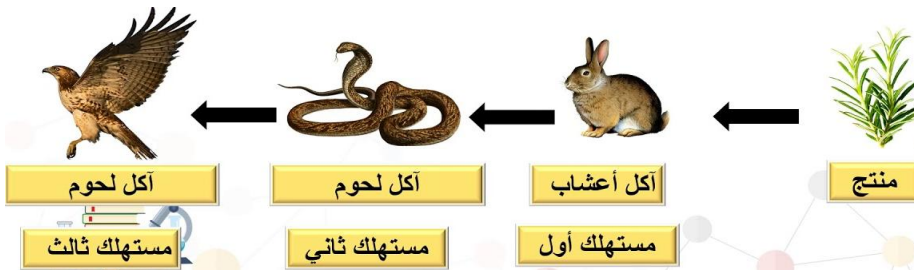 منتج
آكل أعشاب
آكل لحوم
آكل لحوم
مستهلك أول
مستهلك ثاني
مستهلك ثالث